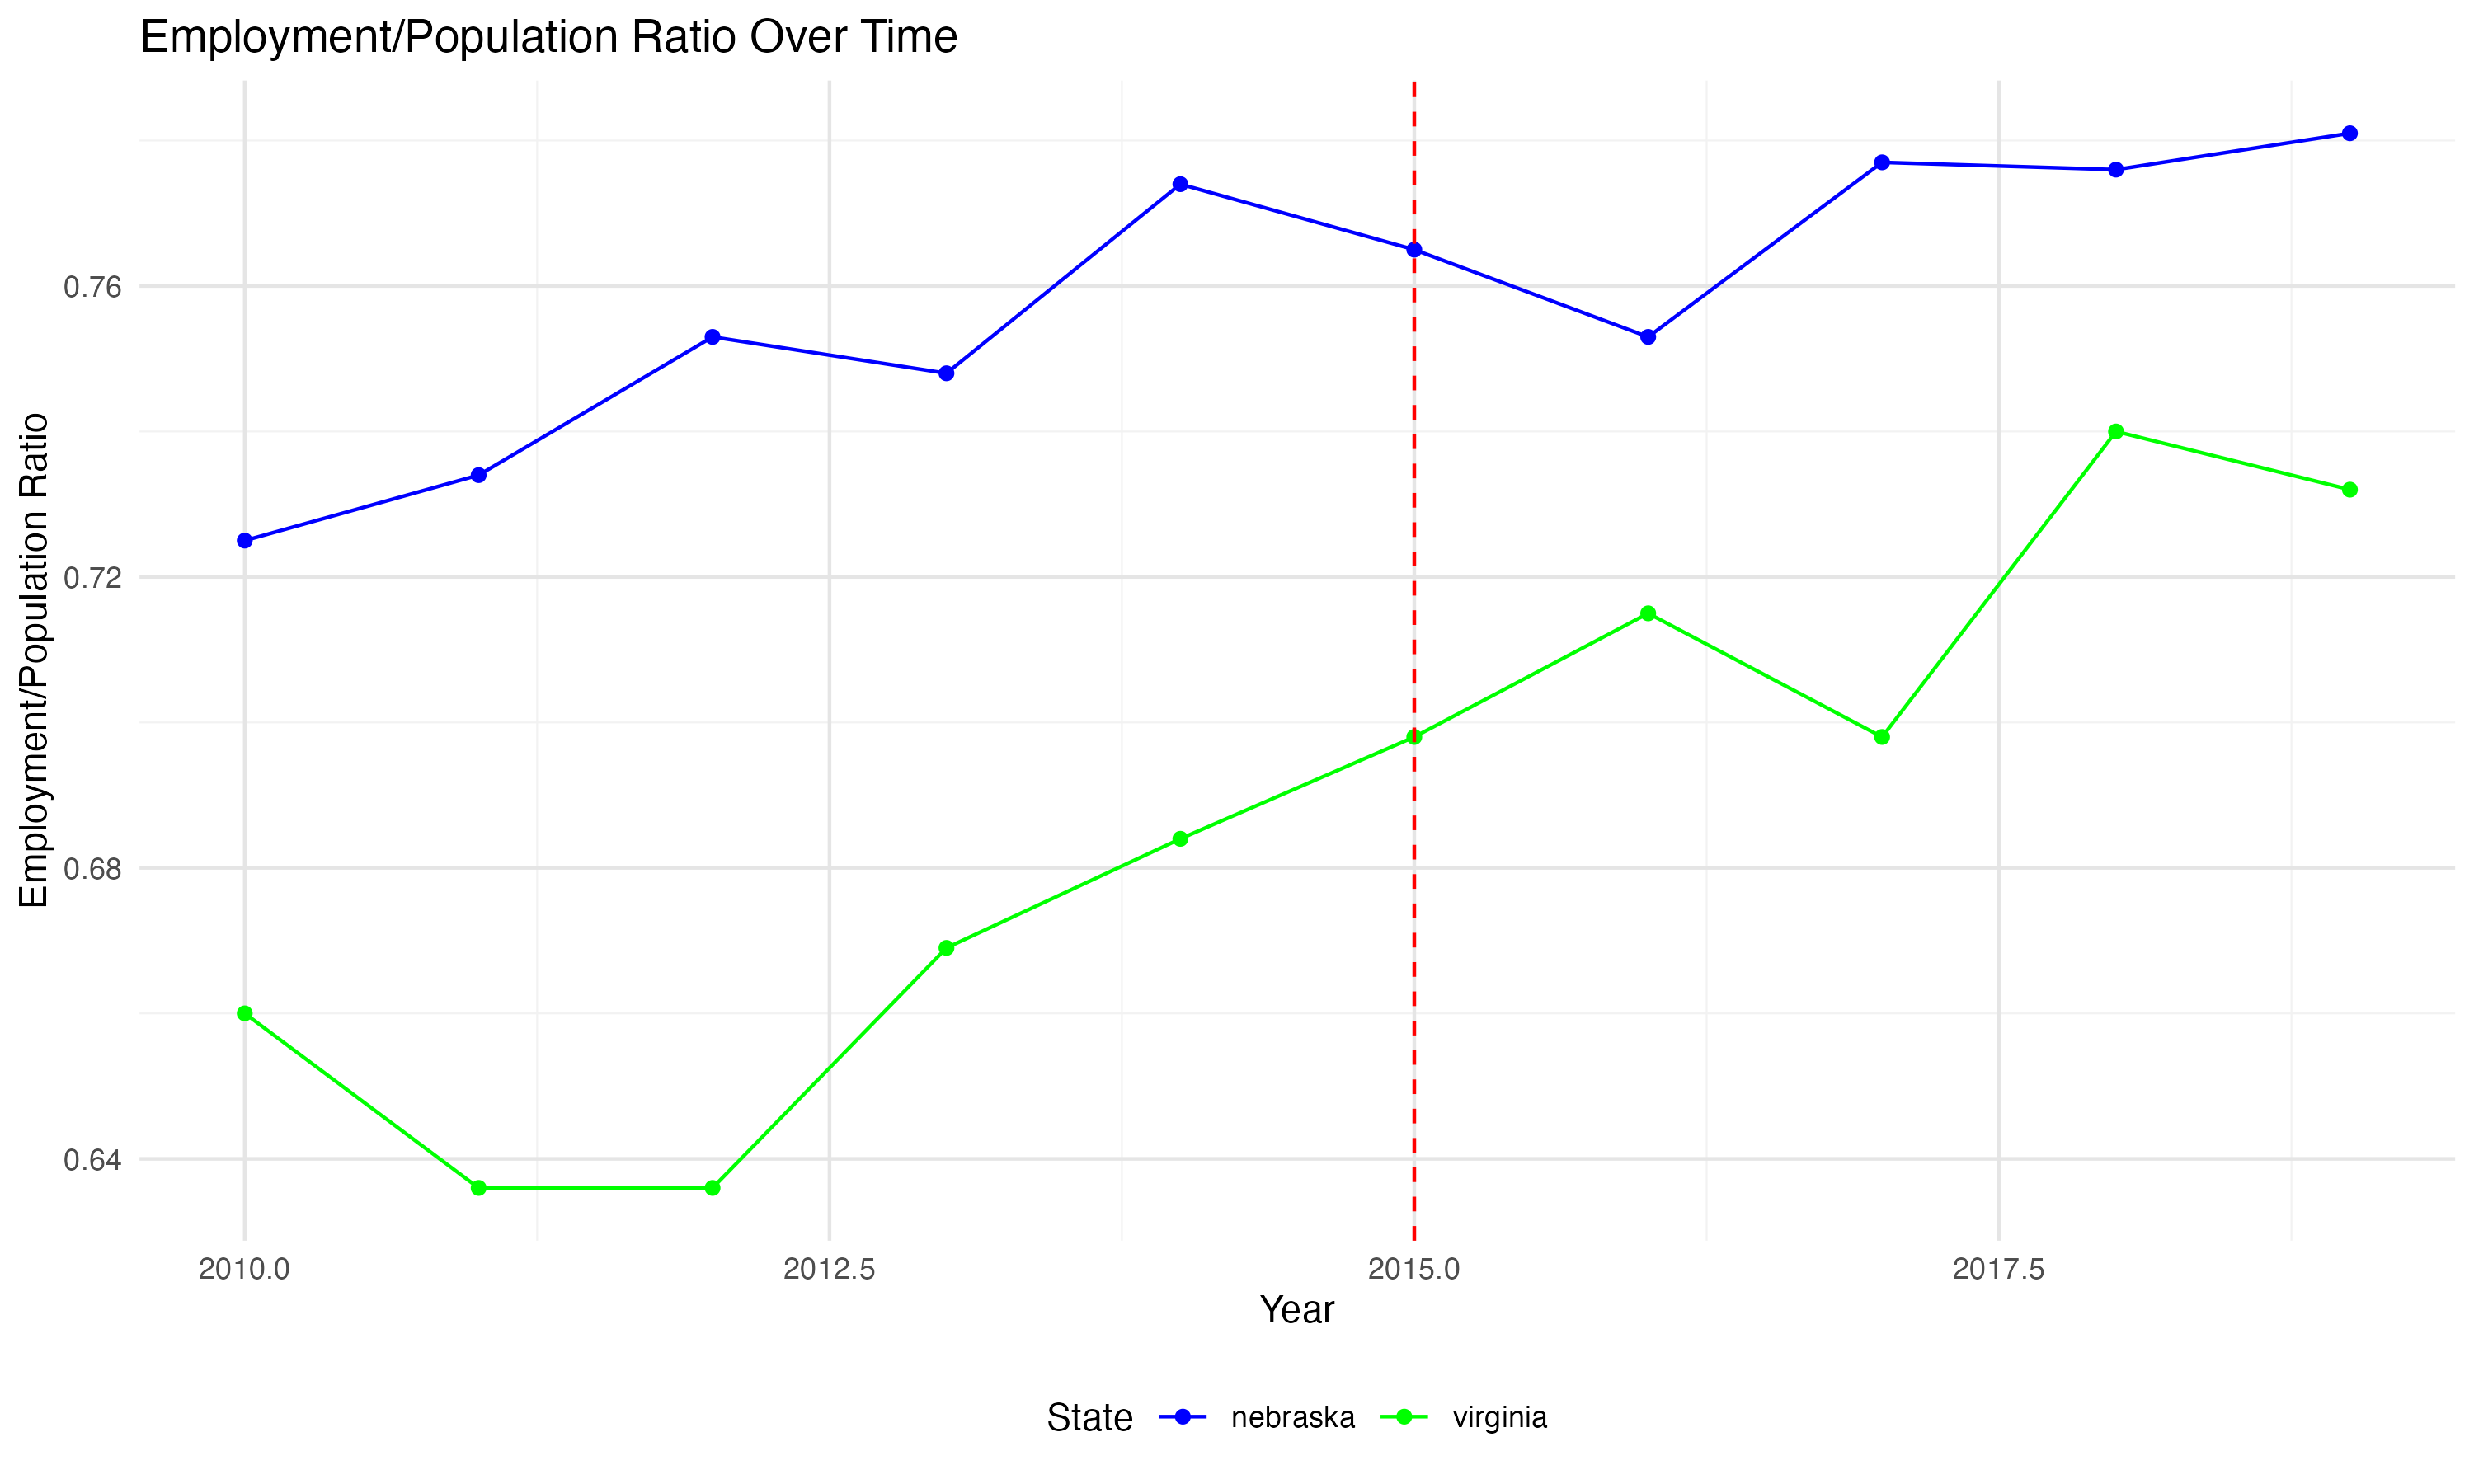 Employment/Population Ratio Over Time
Employment/Population Ratio
0.76
0.72
0.68
0.64
2010.0 2012.5 2015.0 2017.5
Year
State nebraska virginia